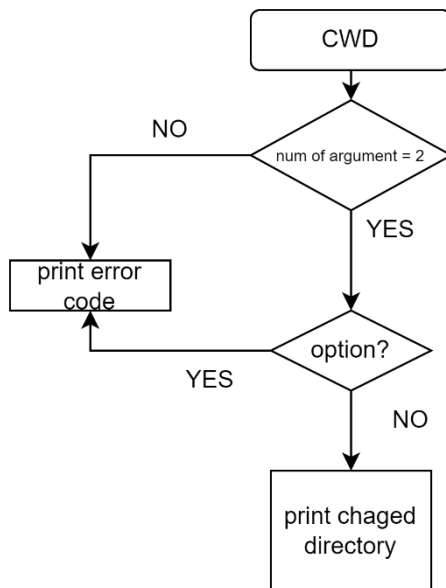 CWD
NO
num of argument = 2
YES
print error
code
option?
YES
NO
print chaged
directory